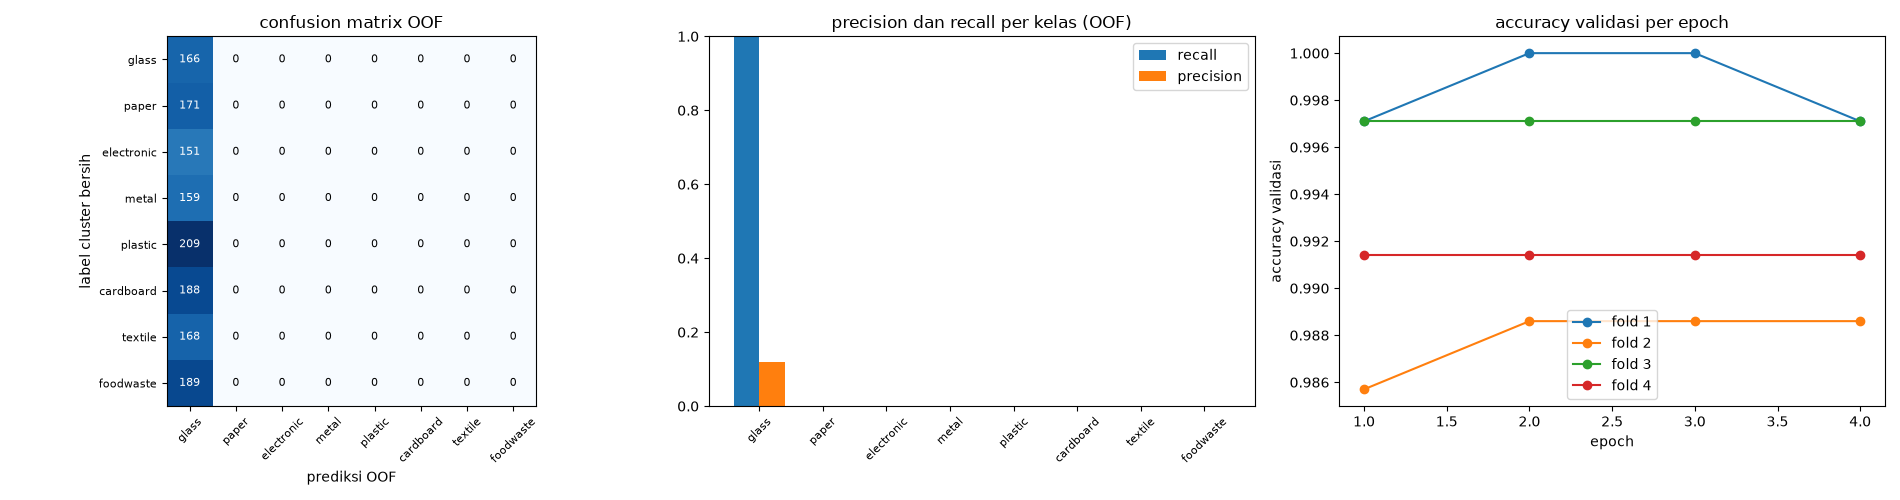 confusion matrix OOF
label cluster bersih
glass 166 0 0 0 0 0 0 0
paper 171 0 0 0 0 0 0 0
electronic 151 0 0 0 0 0 0 0
metal 159 0 0 0 0 0 0 0
plastic 209 0 0 0 0 0 0 0
cardboard 188 0 0 0 0 0 0 0
textile 168 0 0 0 0 0 0 0
foodwaste 189 0 0 0 0 0 0 0
glass paper electronic metal plastic cardboard textile foodwaste
prediksi OOF
precision dan recall per kelas (OOF)
1.0
0.8
0.6
0.4
0.2
0.0
recall
precision
glass paper electronic metal plastic cardboard textile foodwaste
accuracy validasi per epoch
accuracy validasi
1.000
0.998
0.996
0.994
0.992
0.990
0.988
0.986
fold 1
fold 2
fold 3
fold 4
1.0 1.5 2.0 2.5 3.0 3.5 4.0
epoch